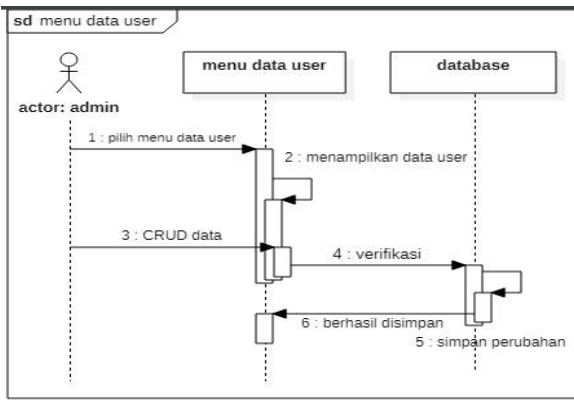 sd menu data user
menu data user
database
actor: admin
1 : pilih menu data user
2 : menampilkan data user
3 : CRUD data
4 : verifikasi
6 : berhasil disimpan
5 : simpan perubahan